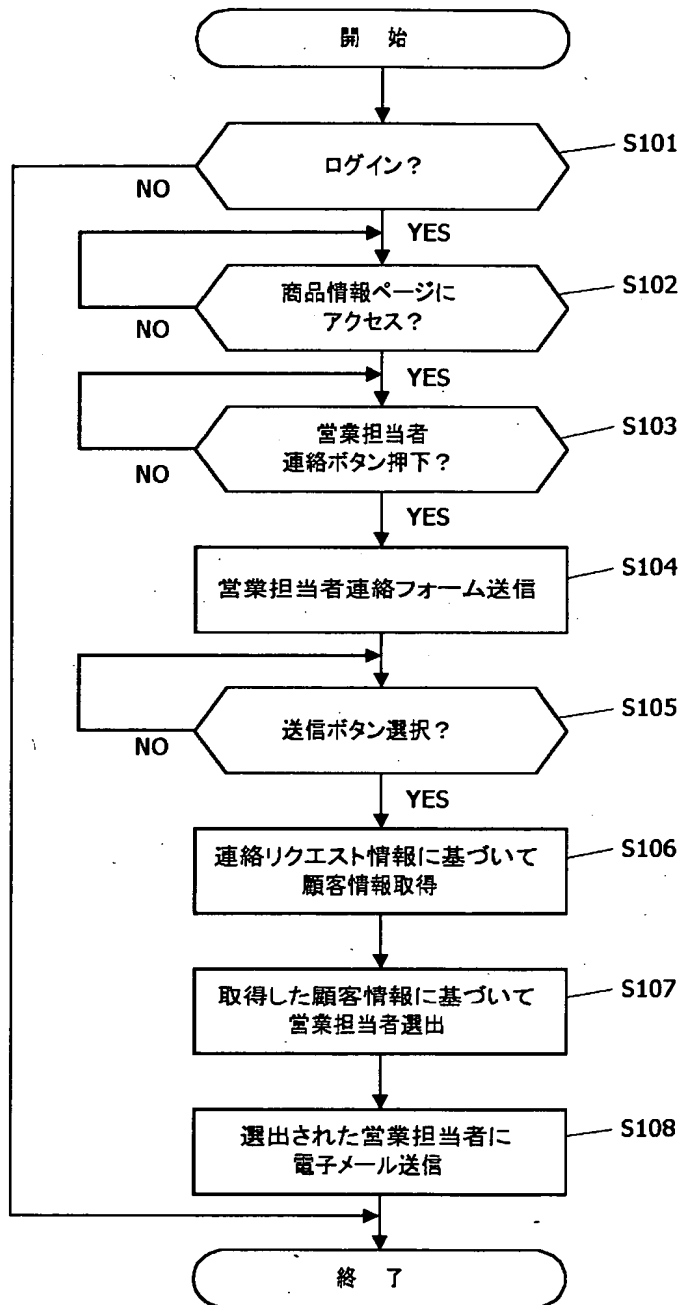 開 始
ログイン?
S101
NO
YES
商品情報ページに
アクセス?
S102
NO
YES
営業担当者
連絡ボタン押下?
S103
NO
YES
営業担当者連絡フォーム送信
S104
送信ボタン選択?
S105
NO
YES
連絡リクエスト情報に基づいて
顧客情報取得
S106
取得した顧客情報に基づいて
営業担当者選出
S107
選出された営業担当者に
電子メール送信
S108
終 了